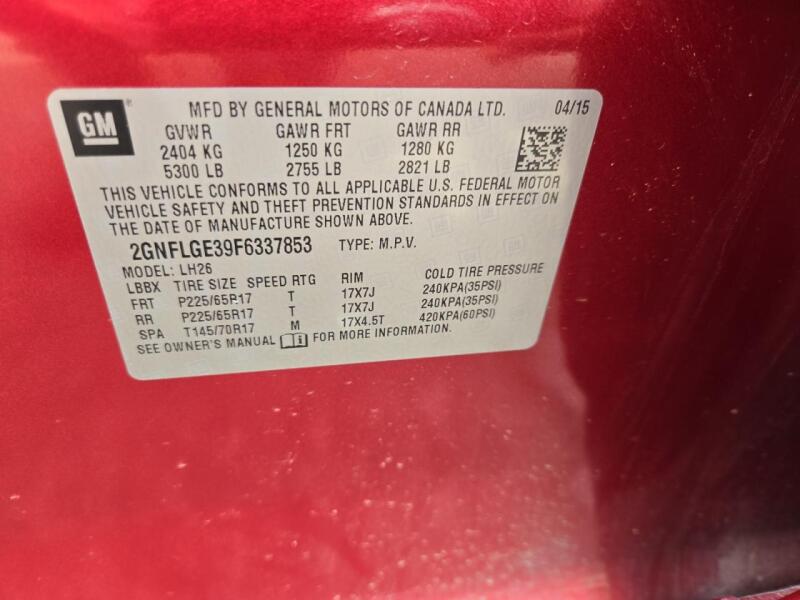 GM
MFD BY GENERAL MOTORS OF CANADA LTD. 04/15
GVWR GAWR FRT GAWR RR
2404 KG 1250 KG 1280 KG
5300 LB 2755 LB 2821 LB
THIS VEHICLE CONFORMS TO ALL APPLICABLE U.S. FEDERAL MOTOR
VEHICLE SAFETY AND THEFT PREVENTION STANDARDS IN EFFECT ON
THE DATE OF MANUFACTURE SHOWN ABOVE.
2GNFLGE39F6337853 TYPE: M.P.V.
MODEL: LH26
LBBX TIRE SIZE SPEED RTG RIM COLD TIRE PRESSURE
FRT P225/65R17 T 17X7J 240KPA(35PSI)
RR P225/65R17 T 17X7J 240KPA(35PSI)
SPA T145/70R17 M 17X4.5T 420KPA(60PSI)
SEE OWNER'S MANUAL FOR MORE INFORMATION.